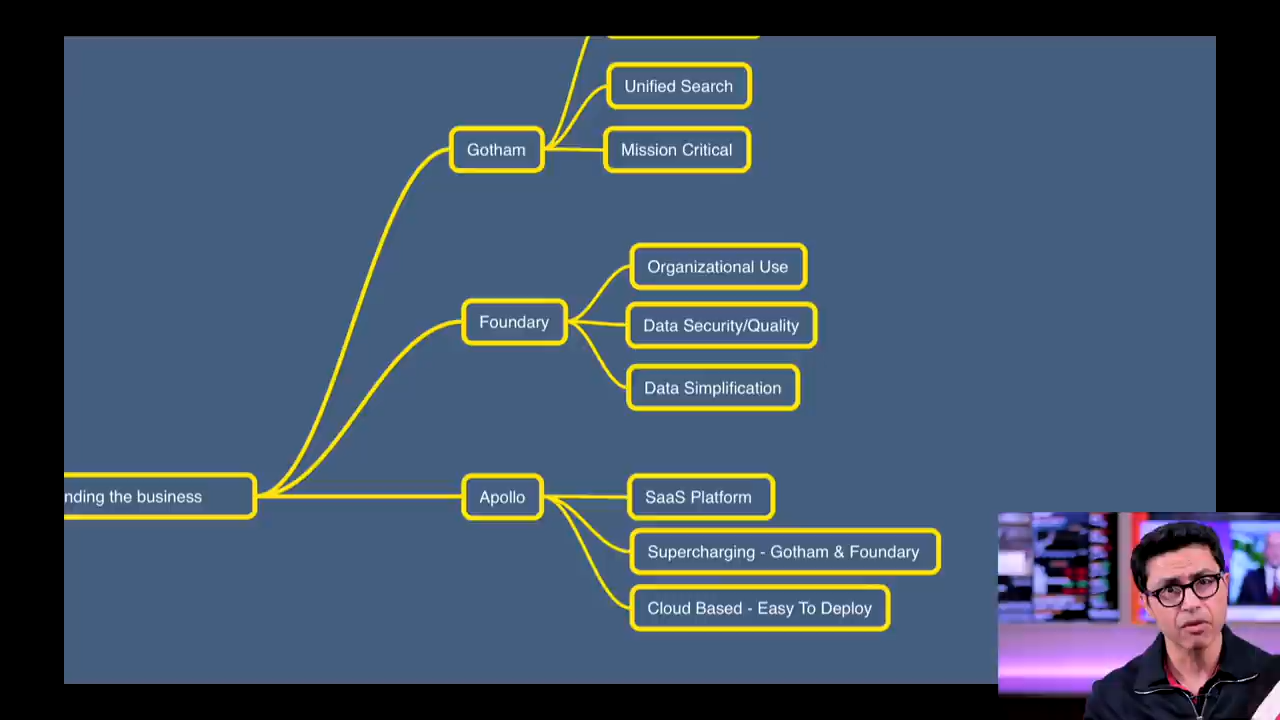 Unified Search
Gotham
Mission Critical
Organizational Use
Foundary
Data Security/Quality
Data Simplification
nding the business
Apollo
SaaS Platform
Supercharging - Gotham & Foundary
Cloud Based - Easy To Deploy